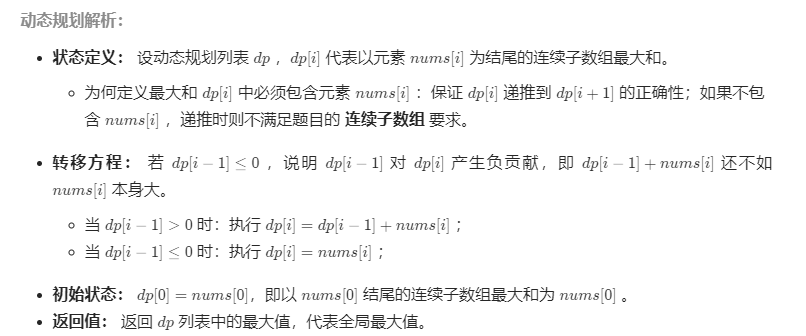 动态规划解析：
• 状态定义： 设动态规划列表 dp ，dp[i] 代表以元素 nums[i] 为结尾的连续子数组最大和。
○ 为何定义最大和 dp[i] 中必须包含元素 nums[i] ：保证 dp[i] 递推到 dp[i + 1] 的正确性；如果不包
含 nums[i] ，递推时则不满足题目的 连续子数组 要求。
• 转移方程： 若 dp[i − 1] ≤ 0 ，说明 dp[i − 1] 对 dp[i] 产生负贡献，即 dp[i − 1] + nums[i] 还不如
nums[i] 本身大。
○ 当 dp[i − 1] > 0 时：执行 dp[i] = dp[i − 1] + nums[i] ；
○ 当 dp[i − 1] ≤ 0 时：执行 dp[i] = nums[i] ；
• 初始状态： dp[0] = nums[0]，即以 nums[0] 结尾的连续子数组最大和为 nums[0] 。
• 返回值： 返回 dp 列表中的最大值，代表全局最大值。